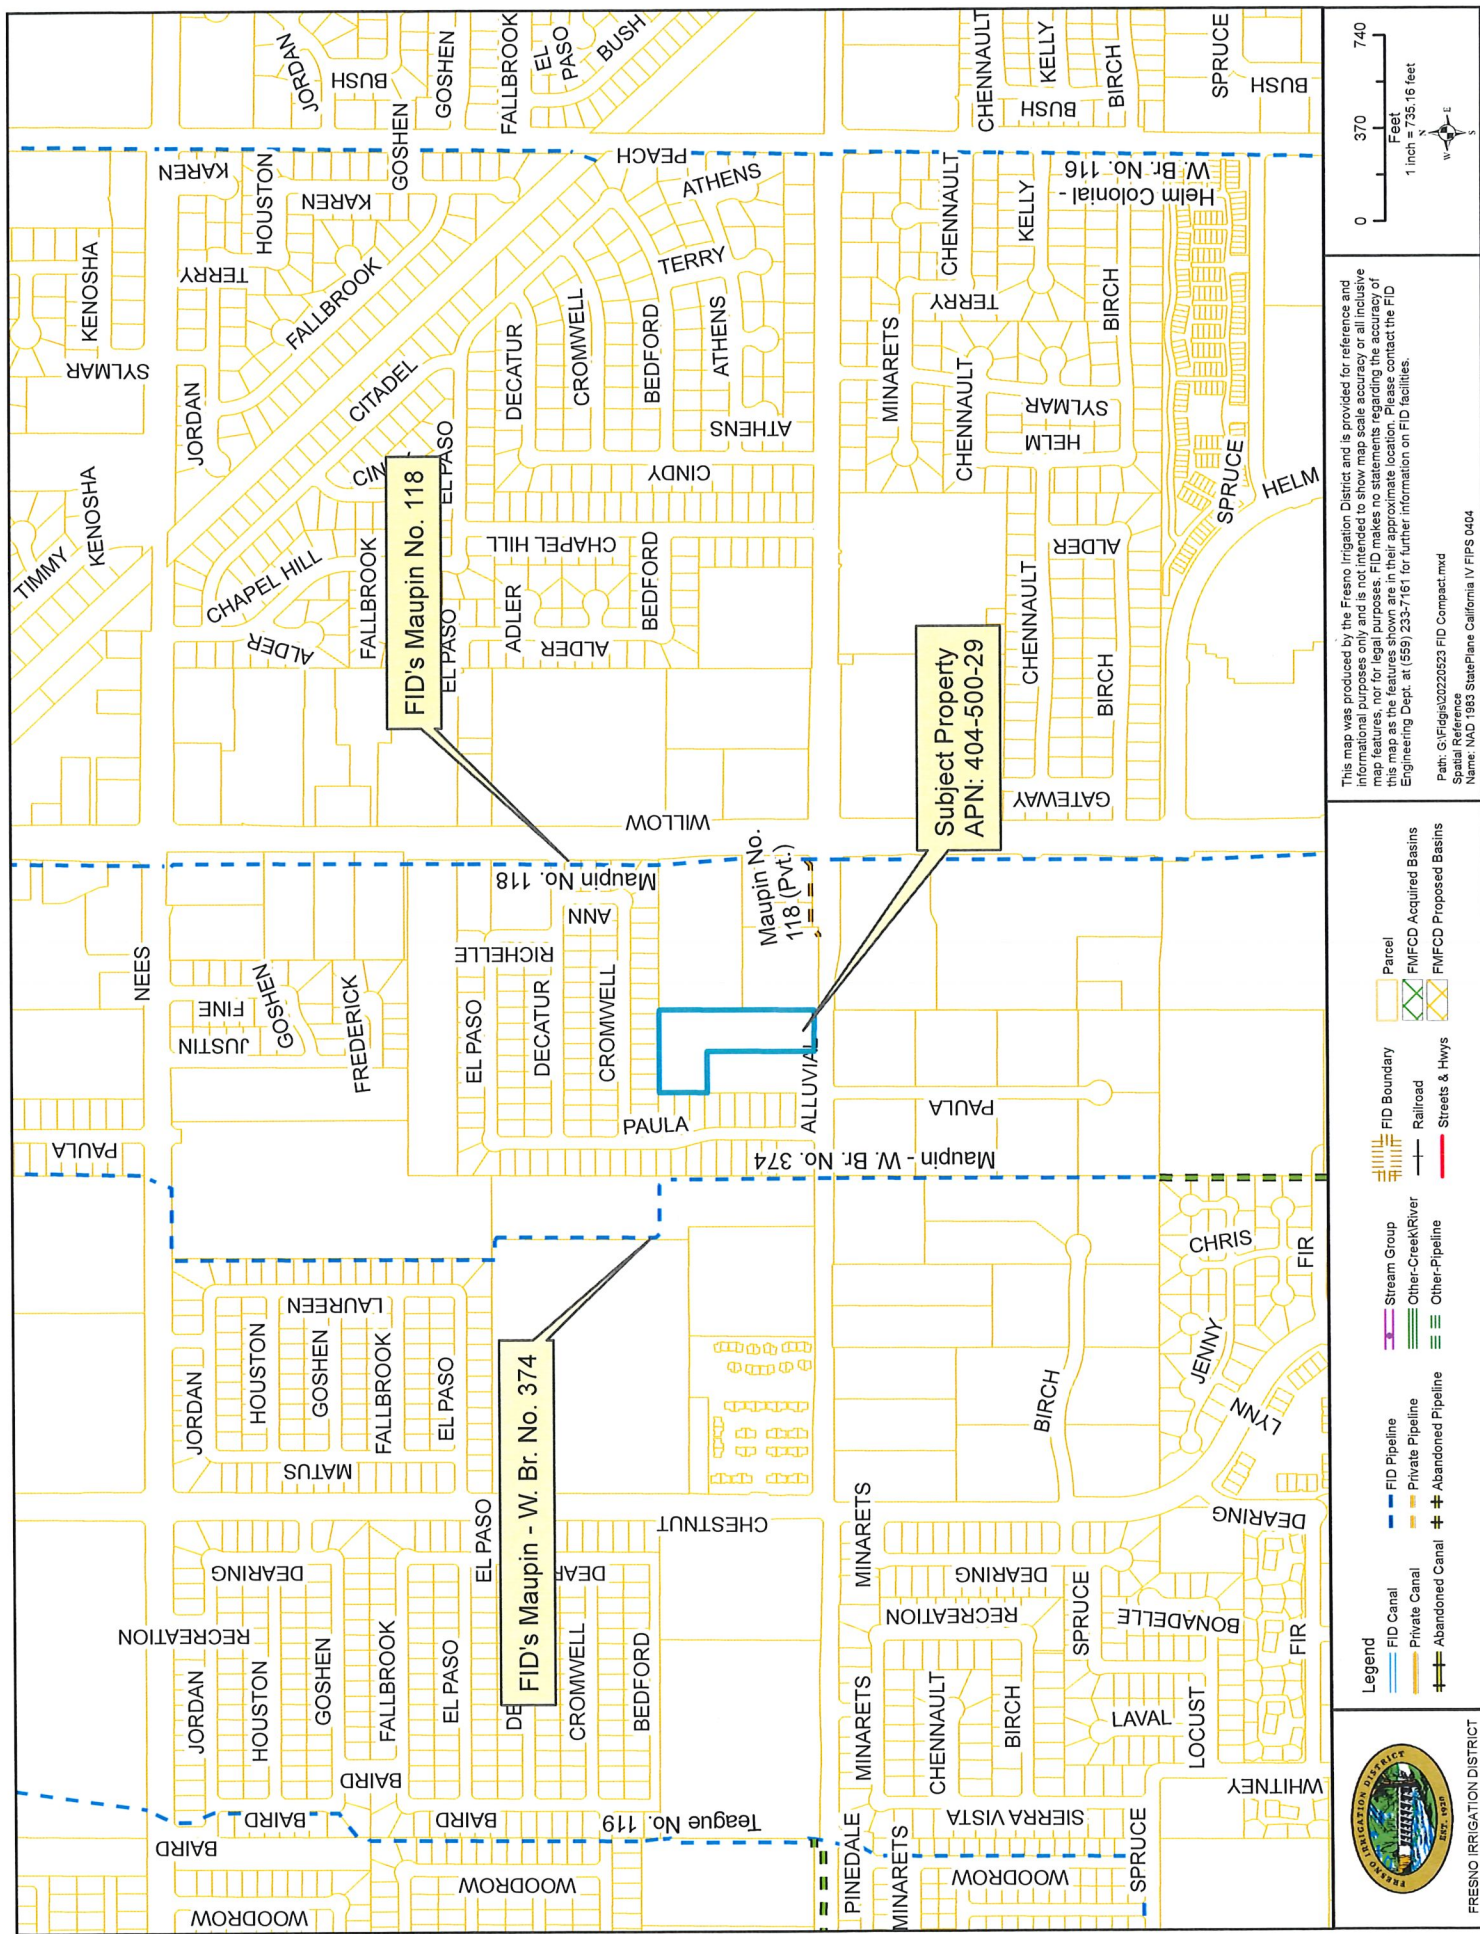 TIMMY
KENOSHA
KENOSHA
SYLMAR
KENOSHA
NEES
PAULA
JORDAN
BUSH
GOSHEN
GOSHEN
FALLBROOK
EL
PASO
BUSH
KAREN
HOUSTON
KAREN
TERRY
FALLBROOK
JORDAN
CITADEL
CHAPEL HILL
ALDER
FALLBROOK
EL PASO
EL PASO
PEACH
ATHENS
TERRY
DECATUR
CROMWELL
BEDFORD
ATHENS
ATHENS
CINDY
CHAPEL HILL
ADLER
ALDER
BEDFORD
FID's Maupin No. 118
WILLOW
Maupin No. 118
ANN
RICHELLE
JUSTIN
FINE
GOSHEN
FREDERICK
EL PASO
DECATUR
CROMWELL
PAULA
Maupin No.
118 (Pvt.)
ALLUVIAL
Subject Property
APN: 404-500-29
PAULA
Maupin - W. Br. No. 374
FID's Maupin - W. Br. No. 374
JORDAN
HOUSTON
GOSHEN
FALLBROOK
EL PASO
LAUREEN
MATUS
CHESTNUT
EL PASO
DEARING
RECREATION
JORDAN
HOUSTON
GOSHEN
FALLBROOK
EL PASO
CROMWELL
BEDFORD
BAIRD
BAIRD
BAIRD
BAIRD
WOODROW
WOODROW
Teague No. 119
PINEDALE
MINARETS
MINARETS
MINARETS
WOODROW
SIERRA VISTA
SPRUCE
CHENNAULT
BIRCH
RECREATION
DEARING
SPRUCE
BONADELLE
LAVAL
LOCUST
WHITNEY
FIR
DEARING
LYNN
JENNY
CHRIS
FIR
BIRCH
GATEWAY
CHENNAULT
BIRCH
ALDER
MINARETS
CHENNAULT
HELM
SYLMAR
BIRCH
TERRY
CHENNAULT
KELLY
SPRUCE
HELM
Helm Colonial -
W. Br. No. 116
CHENNAULT
KELLY
BIRCH
BUSH
SPRUCE
BUSH
FRESNO IRRIGATION DISTRICT
EST. 1920
FRESNO IRRIGATION DISTRICT
Legend
FID Canal
Private Canal
Abandoned Canal
FID Pipeline
Private Pipeline
Abandoned Pipeline
Stream Group
Other-Creek\River
Other-Pipeline
FID Boundary
Railroad
Streets & Hwys
Parcel
FMFCD Acquired Basins
FMFCD Proposed Basins
This map was produced by the Fresno Irrigation District and is provided for reference and
informational purposes only and is not intended to show map scale accuracy or all inclusive
map features, nor for legal purposes. FID makes no statements regarding the accuracy of
this map as the features shown are in their approximate location. Please contact the FID
Engineering Dept. at (559) 233-7161 for further information on FID facilities.
Path: G:\Fidgis\20220523 FID Compact.mxd
Spatial Reference
Name: NAD 1983 StatePlane California IV FIPS 0404
0 370 740
Feet
1 inch = 735.16 feet
N
W E
S